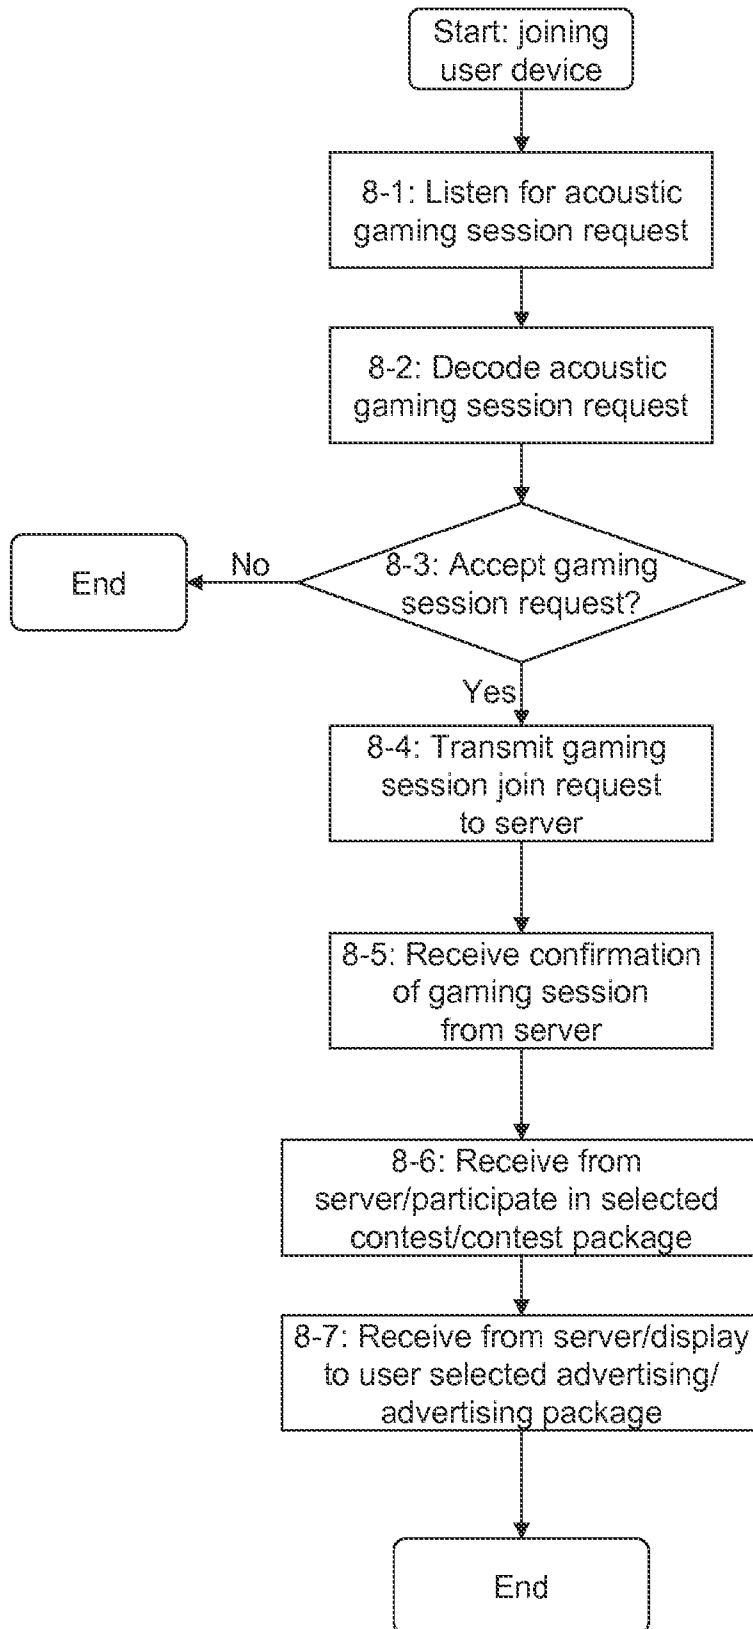 Start: joining
user device
8-1: Listen for acoustic
gaming session request
8-2: Decode acoustic
gaming session request
8-3: Accept gaming
session request?
No
End
Yes
8-4: Transmit gaming
session join request
to server
8-5: Receive confirmation
of gaming session
from server
8-6: Receive from
server/participate in selected
contest/contest package
8-7: Receive from server/display
to user selected advertising/
advertising package
End